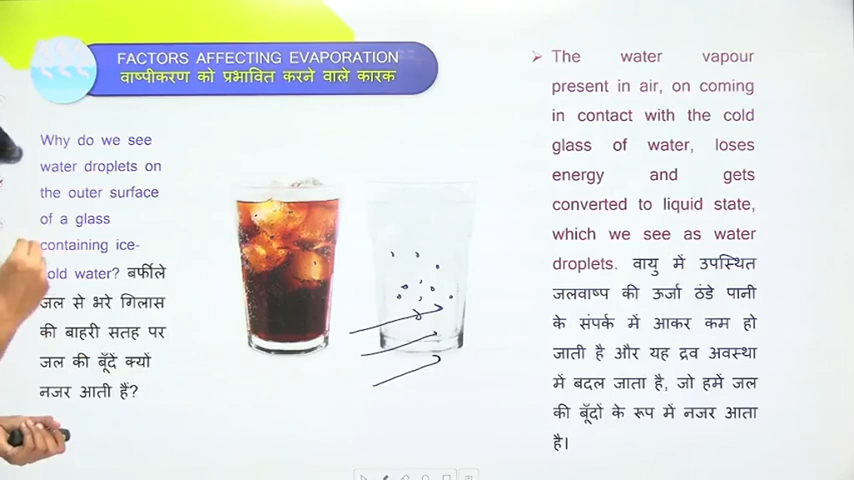 FACTORS AFFECTING EVAPORATION
वाष्पीकरण को प्रभावित करने वाले कारक
Why do we see
water droplets on
the outer surface
of a glass
containing ice-
old water? बर्फीले
जल से भरे गिलास
की बाहरी सतह पर
जल की बूँदें क्यों
नजर आती हैं?
➢ The water vapour
present in air, on coming
in contact with the cold
glass of water, loses
energy and gets
converted to liquid state,
which we see as water
droplets. वायु में उपस्थित
जलवाष्प की ऊर्जा ठंडे पानी
के संपर्क में आकर कम हो
जाती है और यह द्रव अवस्था
में बदल जाता है, जो हमें जल
की बूँदों के रूप में नजर आता
है।